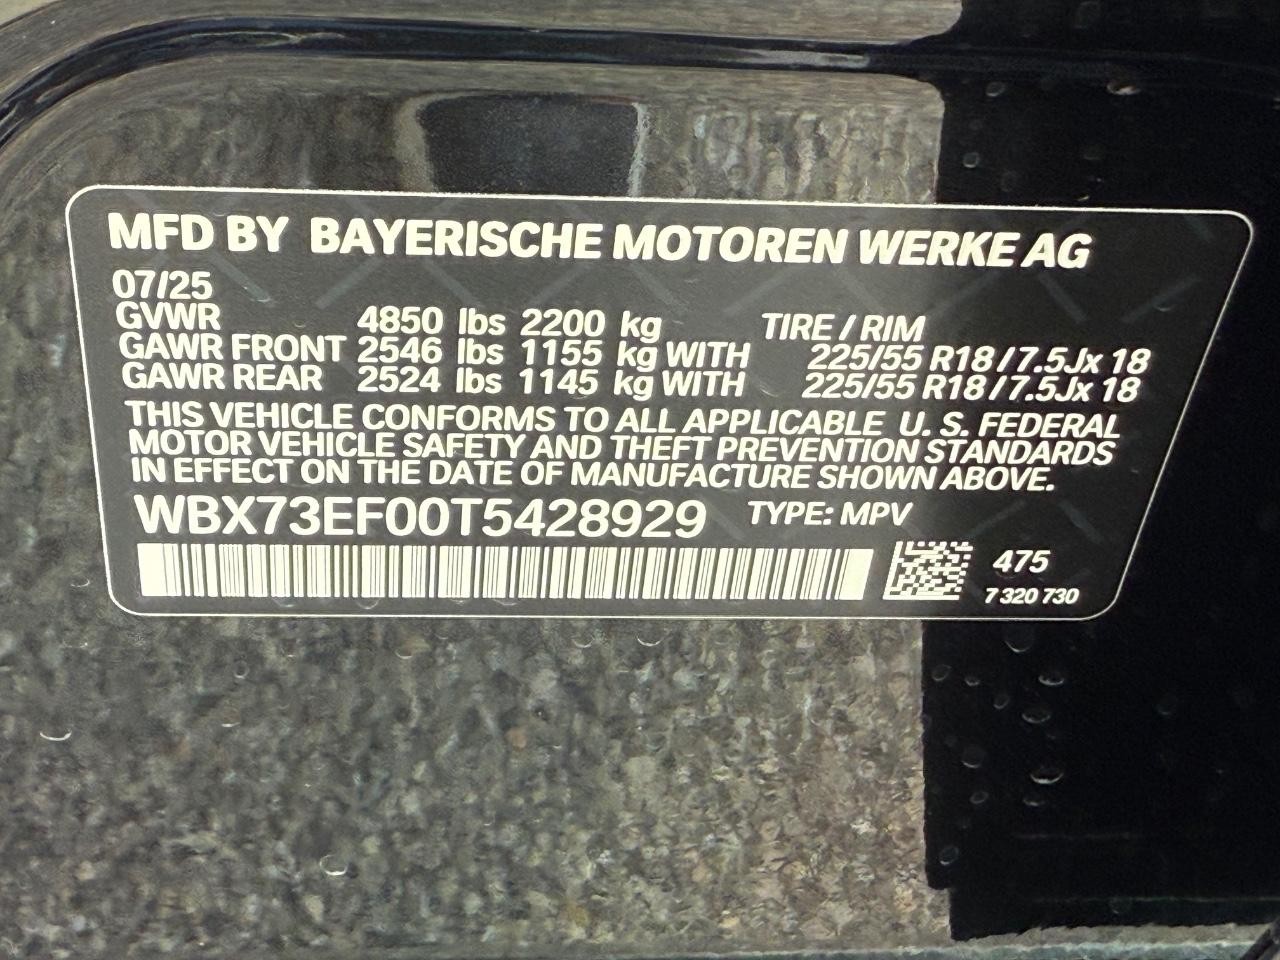 MFD BY BAYERISCHE MOTOREN WERKE AG
07/25
GVWR 4850 lbs 2200 kg TIRE / RIM
GAWR FRONT 2546 lbs 1155 kg WITH 225/55 R18 / 7.5Jx 18
GAWR REAR 2524 lbs 1145 kg WITH 225/55 R18 / 7.5Jx 18
THIS VEHICLE CONFORMS TO ALL APPLICABLE U. S. FEDERAL
MOTOR VEHICLE SAFETY AND THEFT PREVENTION STANDARDS
IN EFFECT ON THE DATE OF MANUFACTURE SHOWN ABOVE.
WBX73EF00T5428929 TYPE: MPV
475
7 320 730